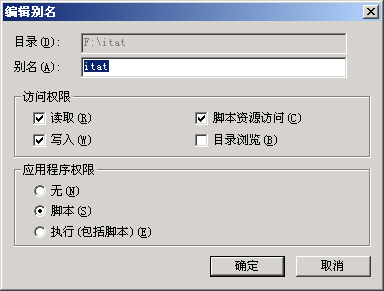 编辑别名
目录(D): F:\itat
别名(A): itat
访问权限
读取(R) 脚本资源访问(C)
写入(W) 目录浏览(B)
应用程序权限
无(N)
脚本(S)
执行(包括脚本)(E)
确定 取消